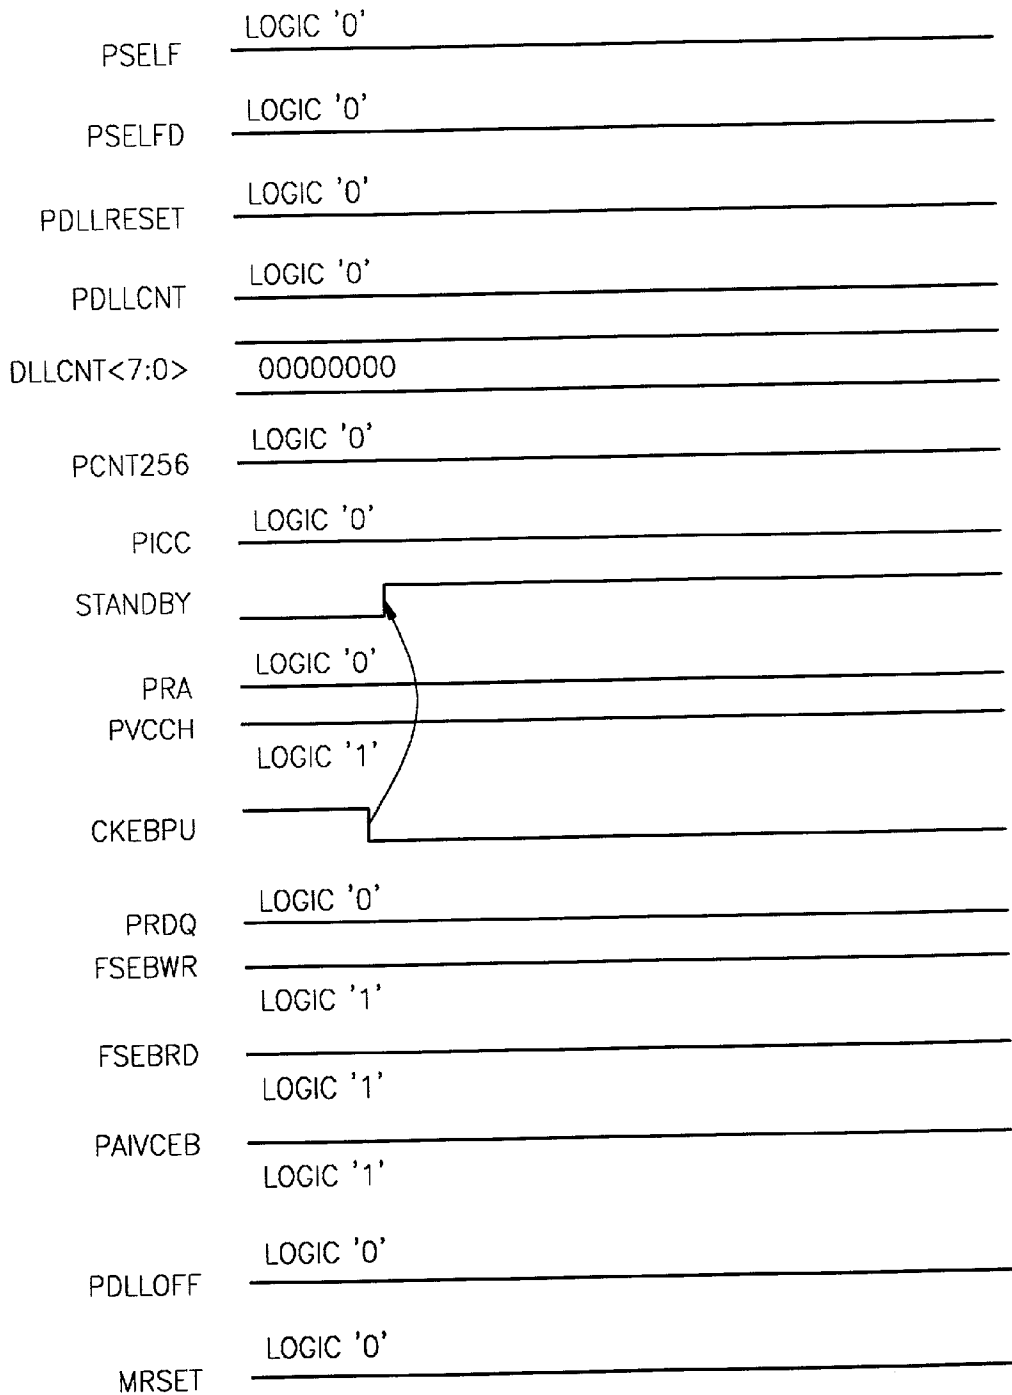 LOGIC '0'
PSELF
LOGIC '0'
PSELFD
LOGIC '0'
PDLLRESET
LOGIC '0'
PDLLCNT
DLLCNT<7:0> 00000000
LOGIC '0'
PCNT256
LOGIC '0'
PICC
STANDBY
LOGIC '0'
PRA
PVCCH
LOGIC '1'
CKEBPU
LOGIC '0'
PRDQ
FSEBWR
LOGIC '1'
FSEBRD
LOGIC '1'
PAIVCEB
LOGIC '1'
LOGIC '0'
PDLLOFF
LOGIC '0'
MRSET